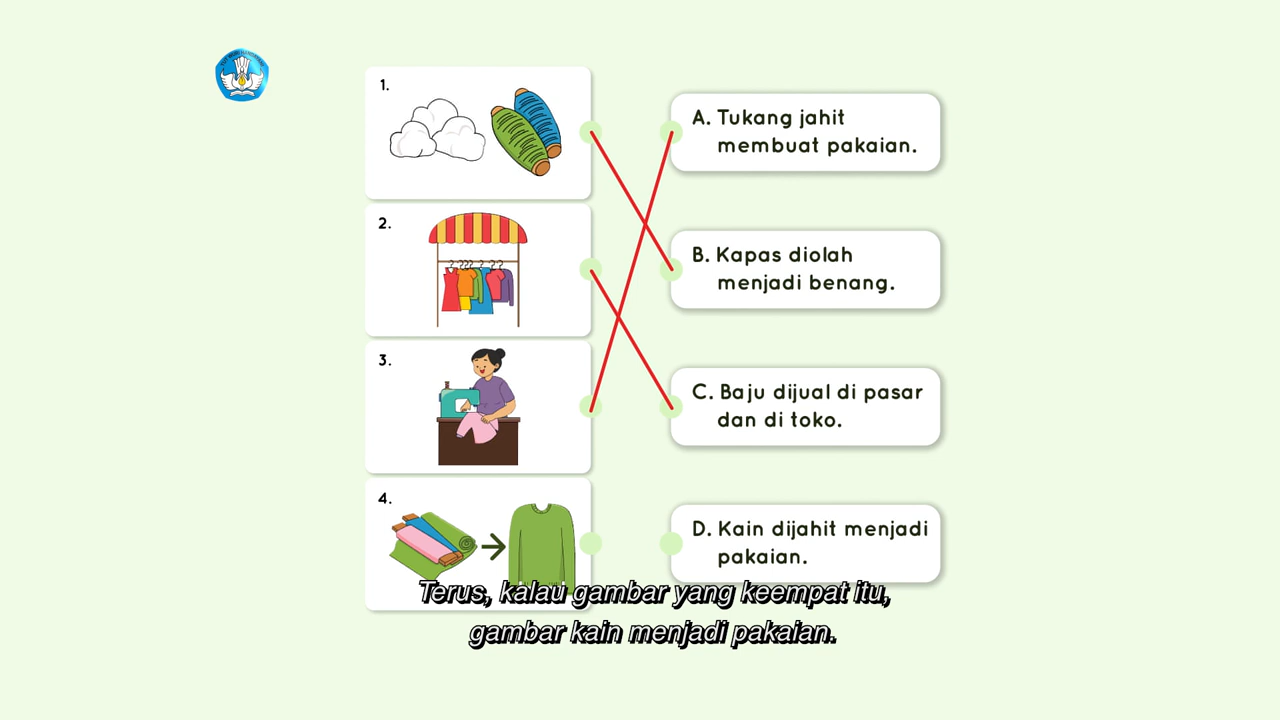 1.
A. Tukang jahit
membuat pakaian.
2.
B. Kapas diolah
menjadi benang.
3.
C. Baju dijual di pasar
dan di toko.
4.
D. Kain dijahit menjadi
pakaian.
Terus, kalau gambar yang keempat itu,
gambar kain menjadi pakaian.